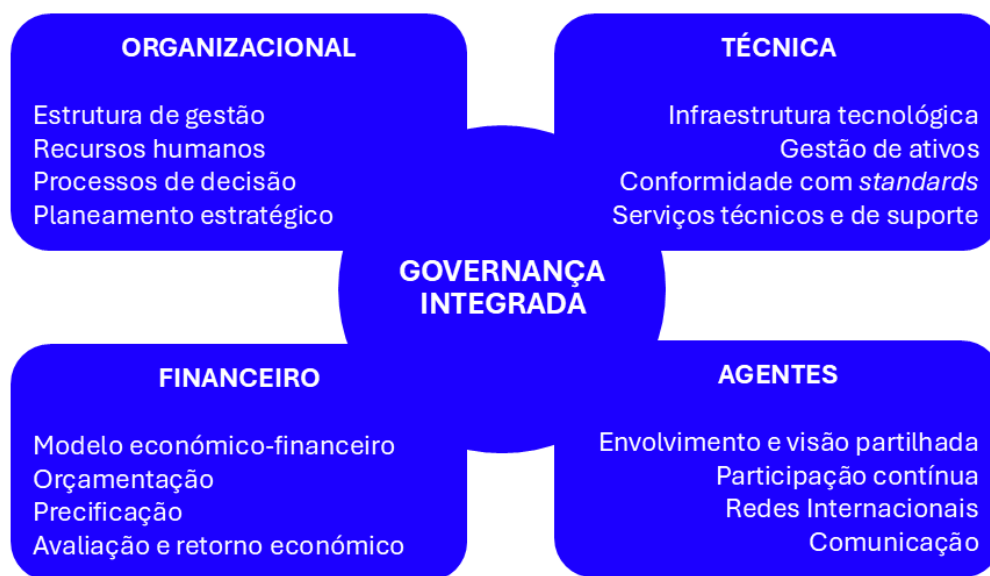 ORGANIZACIONAL
Estrutura de gestão
Recursos humanos
Processos de decisão
Planeamento estratégico
TÉCNICA
Infraestrutura tecnológica
Gestão de ativos
Conformidade com standards
Serviços técnicos e de suporte
GOVERNANÇA
INTEGRADA
FINANCEIRO
Modelo económico-financeiro
Orçamentação
Precificação
Avaliação e retorno económico
AGENTES
Envolvimento e visão partilhada
Participação contínua
Redes Internacionais
Comunicação